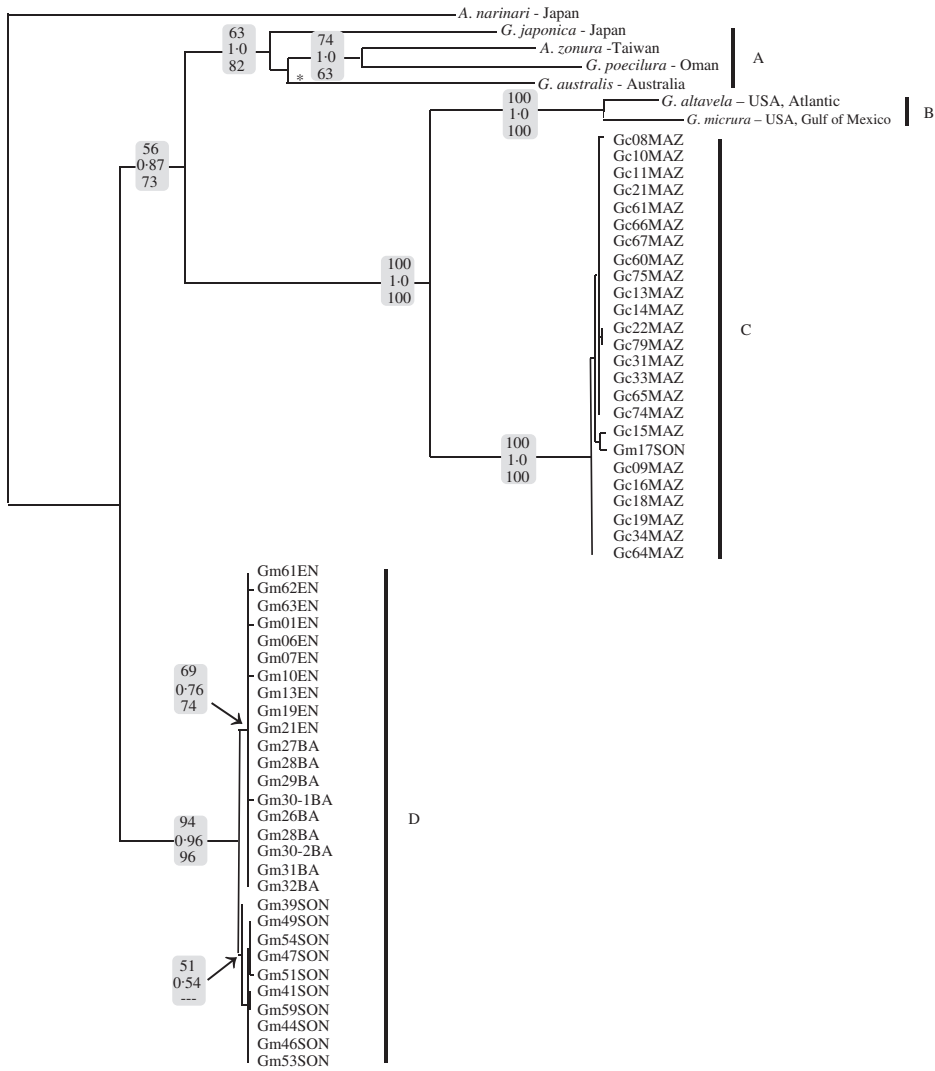 A. narinari - Japan
G. japonica - Japan
A. zonura -Taiwan
G. poecilura - Oman
G. australis - Australia
63
1·0
82
74
1·0
63
*
A
G. altavela – USA, Atlantic
G. micrura – USA, Gulf of Mexico
100
1·0
100
B
56
0·87
73
100
1·0
100
Gc08MAZ
Gc10MAZ
Gc11MAZ
Gc21MAZ
Gc61MAZ
Gc66MAZ
Gc67MAZ
Gc60MAZ
Gc75MAZ
Gc13MAZ
Gc14MAZ
Gc22MAZ
Gc79MAZ
Gc31MAZ
Gc33MAZ
Gc65MAZ
Gc74MAZ
Gc15MAZ
Gm17SON
Gc09MAZ
Gc16MAZ
Gc18MAZ
Gc19MAZ
Gc34MAZ
Gc64MAZ
C
100
1·0
100
Gm61EN
Gm62EN
Gm63EN
Gm01EN
Gm06EN
Gm07EN
Gm10EN
Gm13EN
Gm19EN
Gm21EN
Gm27BA
Gm28BA
Gm29BA
Gm30-1BA
Gm26BA
Gm28BA
Gm30-2BA
Gm31BA
Gm32BA
Gm39SON
Gm49SON
Gm54SON
Gm47SON
Gm51SON
Gm41SON
Gm59SON
Gm44SON
Gm46SON
Gm53SON
D
69
0·76
74
94
0·96
96
51
0·54
---